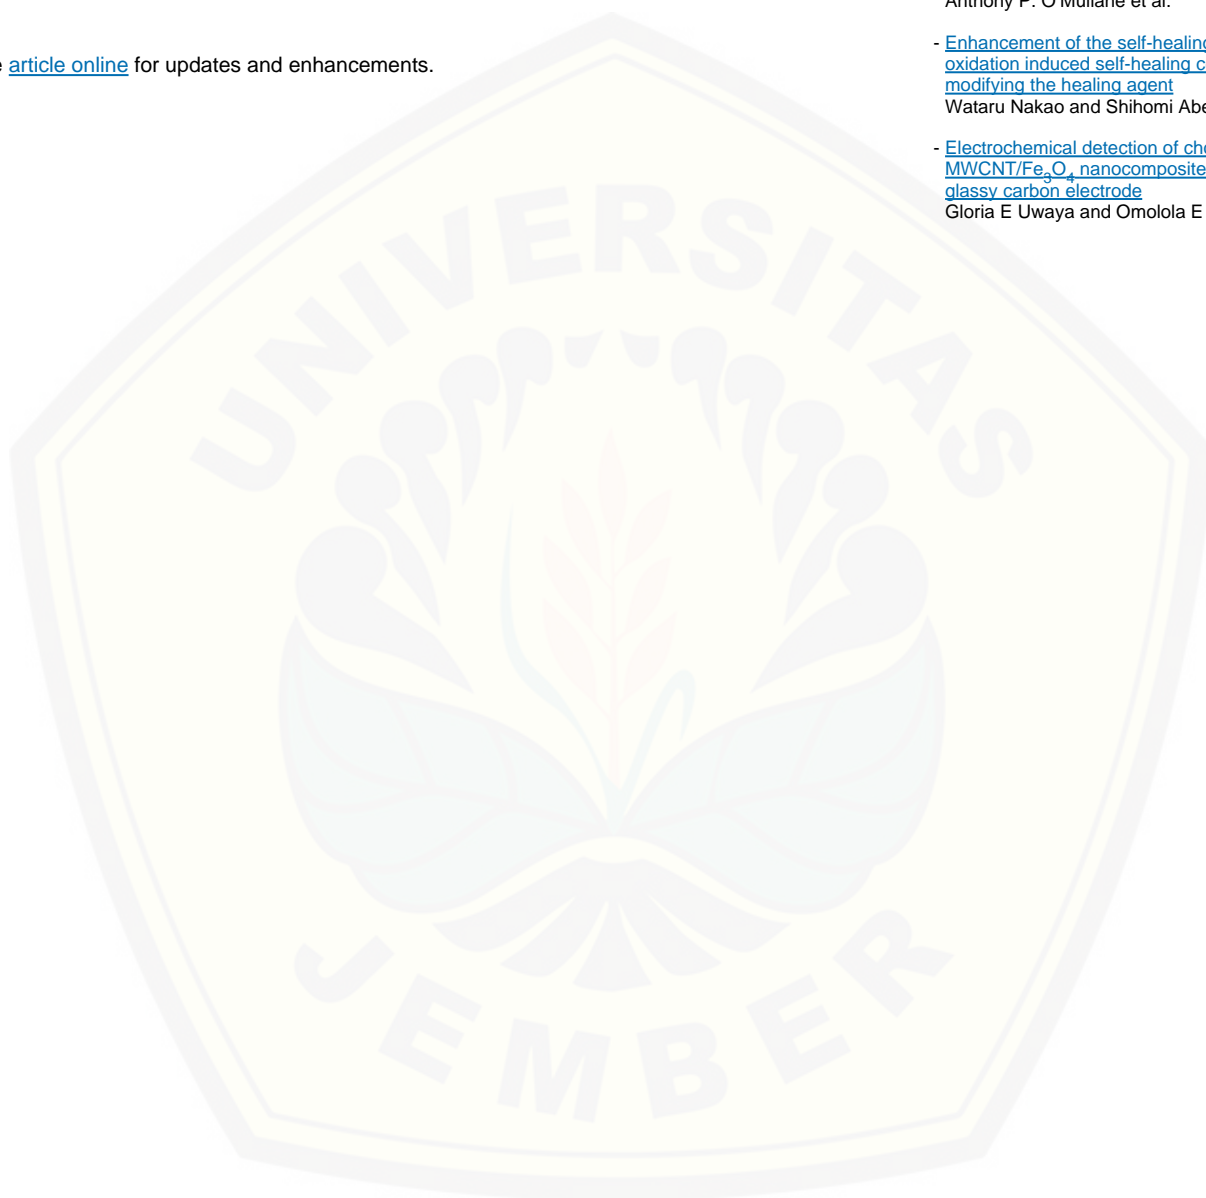 Anthony P. O'Mullane et al.
- Enhancement of the self-healing
oxidation induced self-healing
modifying the healing agent
Wataru Nakao and Shihomi Abe
article online for updates and enhancements.
- Electrochemical detection of
MWCNT/Fe3O4 nanocomposite
glassy carbon electrode
Gloria E Uwaya and Omolola E
UNIVERSITAS
JEMBER